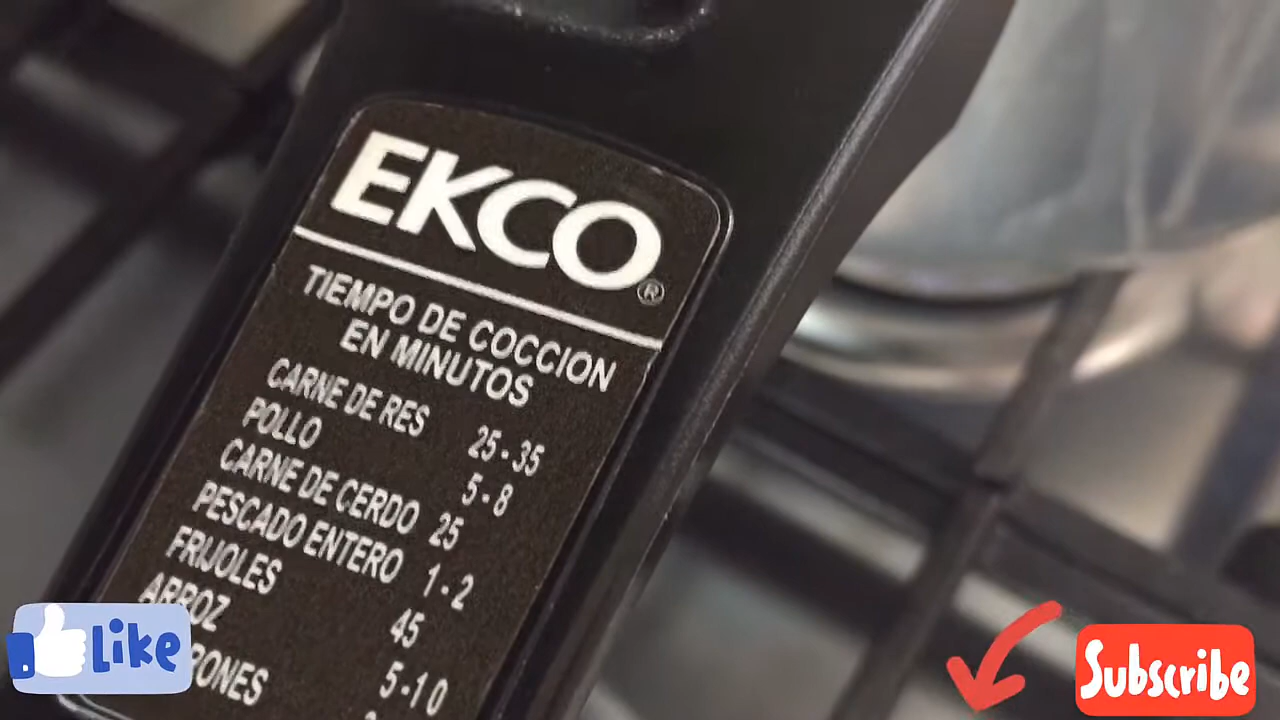 EKCO®
TIEMPO DE COCCION
EN MINUTOS
CARNE DE RES 25-35
POLLO 5-8
CARNE DE CERDO 25
PESCADO ENTERO 1-2
FRIJOLES 45
ARROZ 5-10
Like
Subscribe